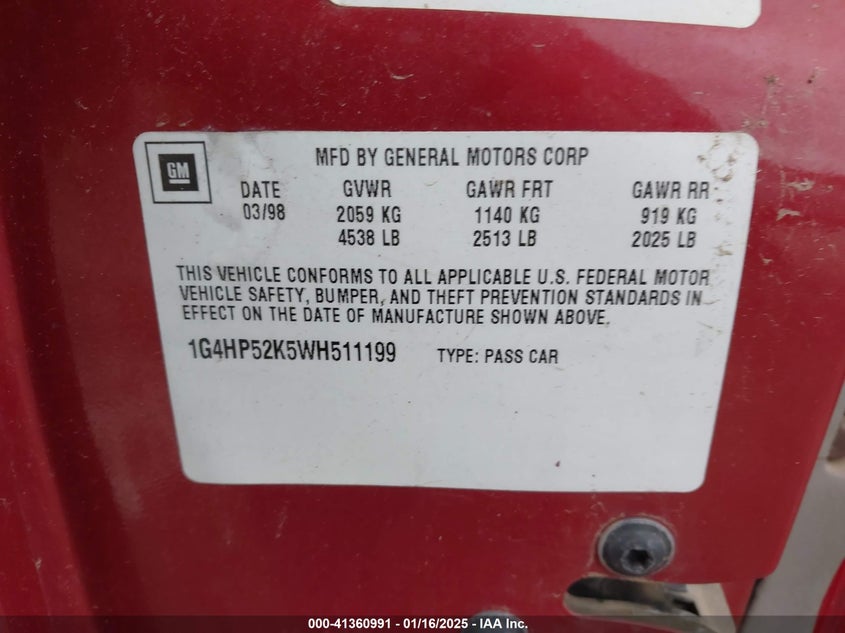 GM
MFD BY GENERAL MOTORS CORP
DATE GVWR GAWR FRT GAWR RR
03/98 2059 KG 1140 KG 919 KG
4538 LB 2513 LB 2025 LB
THIS VEHICLE CONFORMS TO ALL APPLICABLE U.S. FEDERAL MOTOR
VEHICLE SAFETY, BUMPER, AND THEFT PREVENTION STANDARDS IN
EFFECT ON THE DATE OF MANUFACTURE SHOWN ABOVE.
1G4HP52K5WH511199 TYPE: PASS CAR
000-41360991 - 01/16/2025 - IAA Inc.